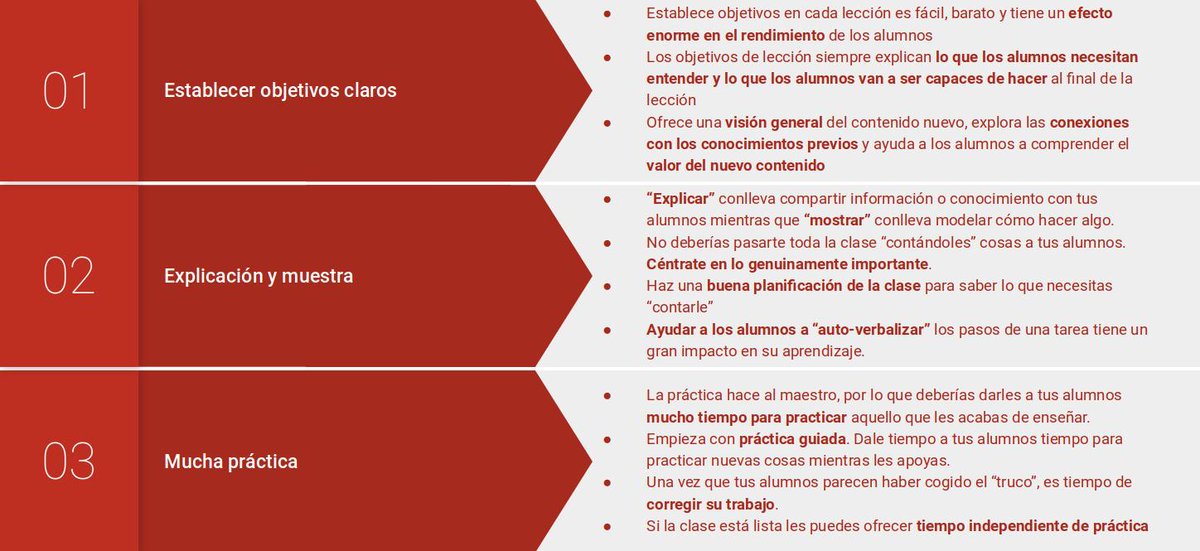 01
Establecer objetivos claros
● Establece objetivos en cada lección es fácil, barato y tiene un efecto
enorme en el rendimiento de los alumnos
● Los objetivos de lección siempre explican lo que los alumnos necesitan
entender y lo que los alumnos van a ser capaces de hacer al final de la
lección
● Ofrece una visión general del contenido nuevo, explora las conexiones
con los conocimientos previos y ayuda a los alumnos a comprender el
valor del nuevo contenido
02
Explicación y muestra
● “Explicar” conlleva compartir información o conocimiento con tus
alumnos mientras que “mostrar” conlleva modelar cómo hacer algo.
● No deberías pasarte toda la clase “contándoles” cosas a tus alumnos.
Céntrate en lo genuinamente importante.
● Haz una buena planificación de la clase para saber lo que necesitas
“contarle”
● Ayudar a los alumnos a “auto-verbalizar” los pasos de una tarea tiene un
gran impacto en su aprendizaje.
03
Mucha práctica
● La práctica hace al maestro, por lo que deberías darles a tus alumnos
mucho tiempo para practicar aquello que les acabas de enseñar.
● Empieza con práctica guiada. Dale tiempo a tus alumnos tiempo para
practicar nuevas cosas mientras les apoyas.
● Una vez que tus alumnos parecen haber cogido el “truco”, es tiempo de
corregir su trabajo.
● Si la clase está lista les puedes ofrecer tiempo independiente de práctica